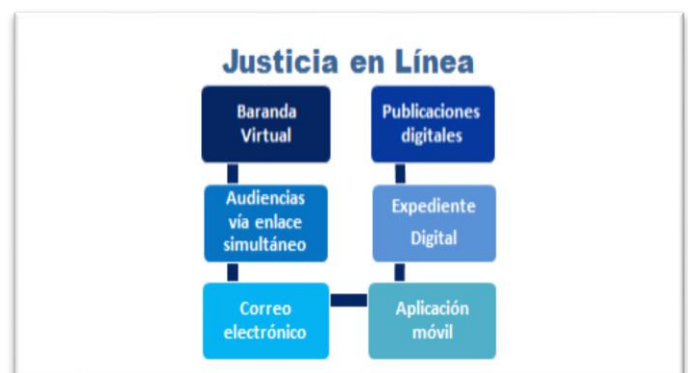 Justicia en Línea
Baranda
Virtual
Audiencias
vía enlace
simultáneo
Correo
electrónico
Aplicación
móvil
Expediente
Digital
Publicaciones
digitales